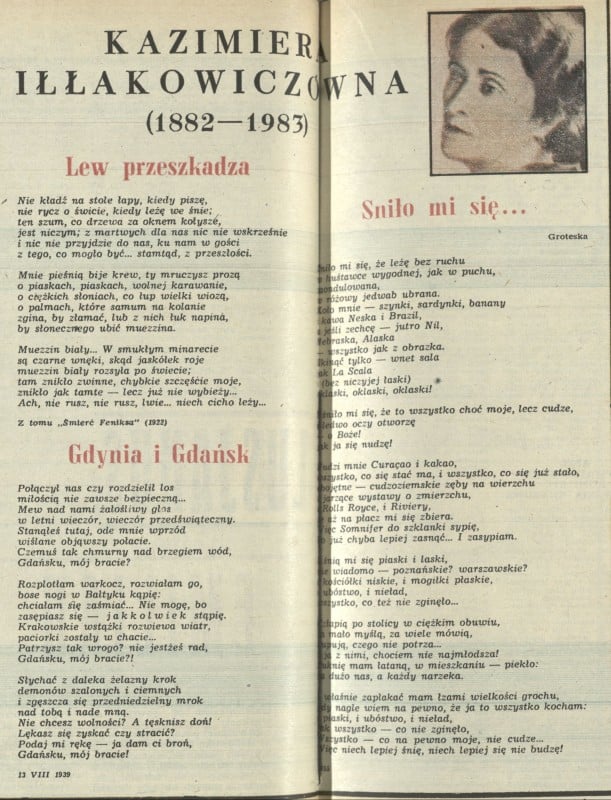 KAZIMIERA
IŁŁAKOWICZÓWNA
(1882—1983)
Lew przeszkadza
Nie kładź na stole łapy, kiedy piszę,
nie rycz o świcie, kiedy leżę we śnie;
ten szum, co drzewa za oknem kołysze,
jest niczym; z martwych dla nas nic nie wskrześnie
i nic nie przyjdzie do nas, ku nam w gości
z tego, co mogło być... stamtąd, z przeszłości.
Mnie pieśnią bije krew, ty mruczysz prozą
o piaskach, piaskach, wolnej karawanie,
o ciężkich słoniach, co łup wielki wiozą,
o palmach, które samum na kolanie
zgina, by złamać, lub z nich łuk napina,
by słonecznego ubić muezzina.
Muezzin biały... W smukłym minarecie
są czarne wnęki, skąd jaskółek roje
muezzin biały rozsyła po świecie;
tam znikło zwinne, chybkie szczęście moje,
znikło jak tamte — lecz już nie wybieży...
Ach, nie rusz, nie rusz, lwie... niech cicho leży...
Z tomu „Śmierć Feniksa" (1922)
Gdynia i Gdańsk
Połączył nas czy rozdzielił los
miłością nie zawsze bezpieczną...
Mew nad nami żałośliwy głos
w letni wieczór, wieczór przedświąteczny.
Stanąłeś tutaj, ode mnie wprzód
wiślane objąwszy połacie.
Czemuś tak chmurny nad brzegiem wód,
Gdańsku, mój bracie?
Rozplotłam warkocz, rozwiałam go,
bose nogi w Bałtyku kąpię:
chciałam się zaśmiać... Nie mogę, bo
zasępiasz się — jakkolwiek stąpię.
Krakowskie wstążki rozwiewa wiatr,
paciorki zostały w chacie...
Patrzysz tak wrogo? nie jesteś rad,
Gdańsku, mój bracie?!
Słychać z daleka żelazny krok
demonów szalonych i ciemnych
i zgęszcza się przedniedzielny mrok
nad tobą i nade mną.
Nie chcesz wolności? A tęsknisz doń!
Lękasz się zyskać czy stracić?
Podaj mi rękę — ja dam ci broń,
Gdańsku, mój bracie!
13 VIII 1939
Śniło mi się...
Groteska
mi się, że leżę bez ruchu
huśtawce wygodnej, jak w puchu,
różowy jedwab ubrana.
mnie — szynki, sardynki, banany
kawa Neska i Brazil,
jeśli zechcę — jutro Nil,
Nebraska, Alaska
wszystko jak z obrazka.
tylko — wnet sala
La Scala
(bez niczyjej łaski)
oklaski, oklaski!
mi się, że to wszystko choć moje, lecz cudze,
oczy otworzę
o Boże!
ja się nudzę!
mnie Curaçao i kakao,
co się stać ma, i wszystko, co się już stało,
— cudzoziemskie zęby na wierzchu
wystawy o zmierzchu,
Rolls Royce, i Riviery,
aż na płacz mi się zbiera.
Somnifer do szklanki sypię,
już chyba lepiej zasnąć... I zasypiam.
mi się piaski i laski,
wiadomo — poznańskie? warszawskie?
kościółki niskie, i mogiłki płaskie,
ubóstwo, i nieład,
co też nie zginęło...
po stolicy w ciężkim obuwiu,
mało myślą, za wiele mówią,
czego nie potrza...
ja z nimi, chociem nie najmłodsza!
mam łataną, w mieszkaniu — piekło:
dużo nas, a każdy narzeka.
właśnie zapłakać mam łzami wielkości grochu,
nagle wiem na pewno, że ja to wszystko kocham:
piaski, i ubóstwo, i nieład,
wszystko — co nie zginęło,
— co na pewno moje, nie cudze...
niech lepiej śnię, niech lepiej się nie budzę!